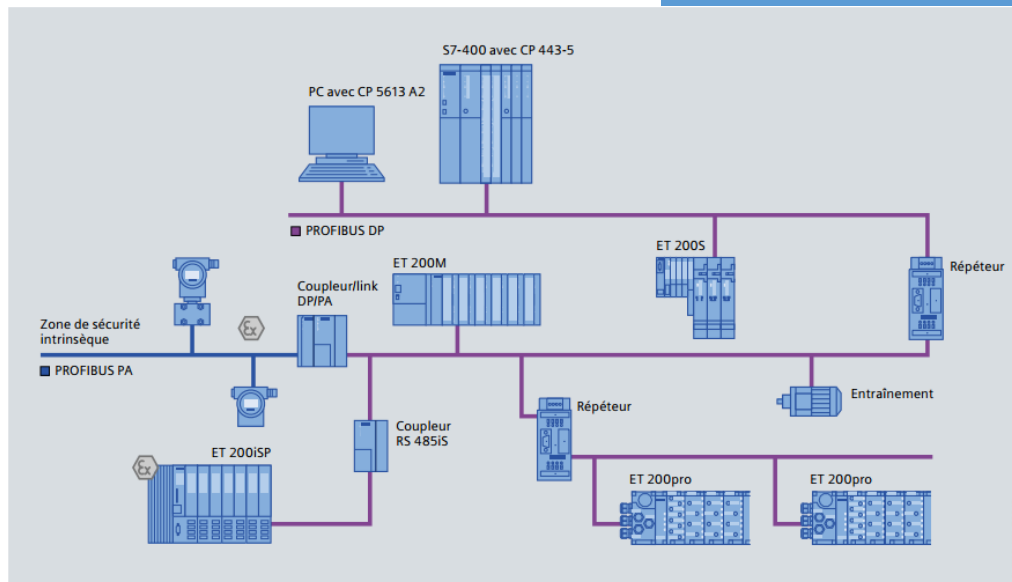 S7-400 avec CP 443-5
PC avec CP 5613 A2
PROFIBUS DP
ET 200S
Répéteur
ET 200M
Coupleur/link
DP/PA
Zone de sécurité
intrinsèque
Ex
PROFIBUS PA
Entraînement
Répéteur
Coupleur
RS 485iS
ET 200iSP
Ex
ET 200pro
ET 200pro